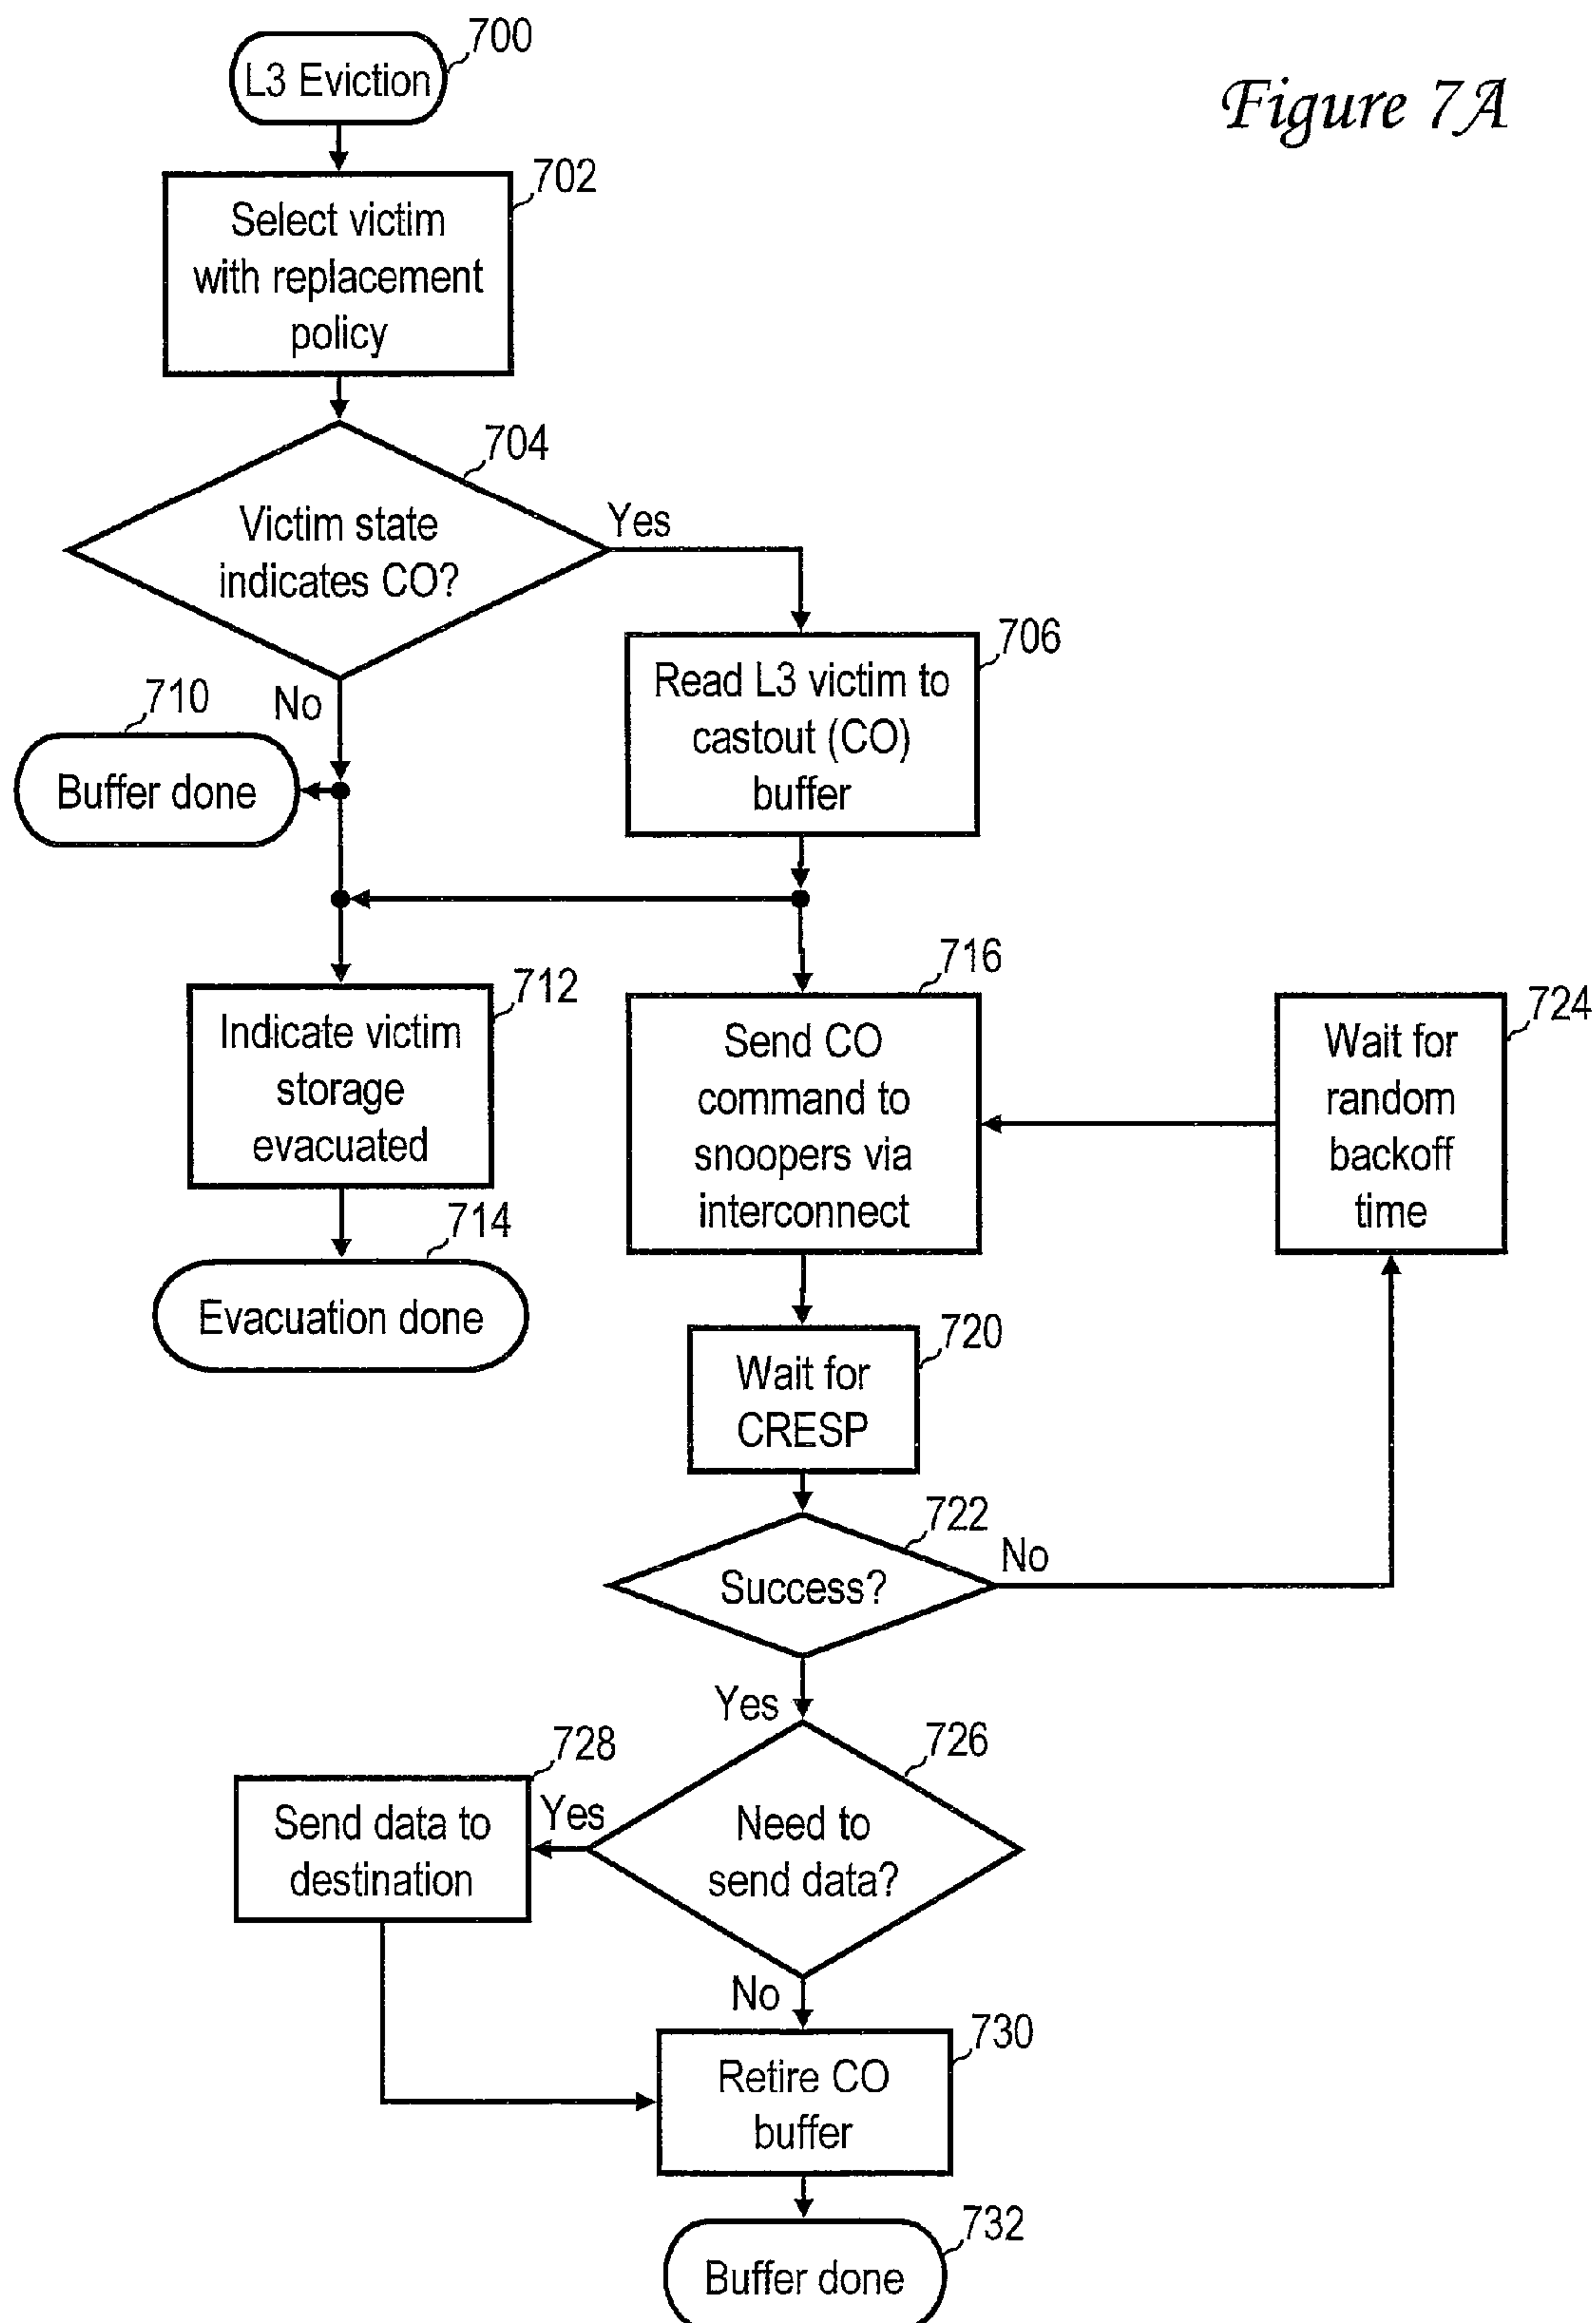 700
L3 Eviction
Figure 7A
702
Select victim
with replacement
policy
704
Victim state
indicates CO?
Yes
706
Read L3 victim to
castout (CO)
buffer
No
710
Buffer done
712
Indicate victim
storage
evacuated
714
Evacuation done
716
Send CO
command to
snoopers via
interconnect
724
Wait for
random
backoff
time
720
Wait for
CRESP
722
Success?
No
Yes
726
Need to
send data?
Yes
728
Send data to
destination
No
730
Retire CO
buffer
732
Buffer done